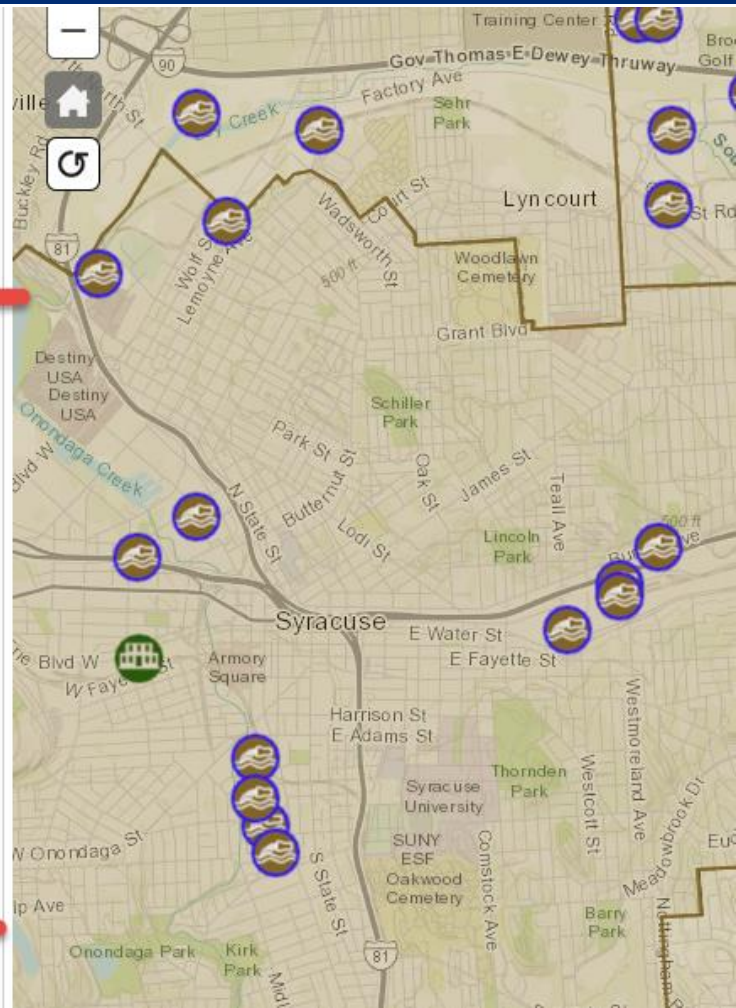 Training Center
90
Gov Thomas E Dewey Thruway
Golf
Factory Ave
ville
Sehr
Park
Creek
Buckley Rd
Court St
Lyncourt
Wadsworth St
St Rd
81
Wolf S
Lemoyne Ave
500 ft
Woodlawn
Cemetery
Grant Blvd
Destiny
USA
Destiny
USA
Schiller
Park
Onondaga Creek
Blvd W
Park St
Butternut St
Oak St
James St
Teall Ave
N State St
Lodi St
Lincoln
Park
500 ft
Syracuse
E Water St
E Fayette St
rie Blvd W
W Faye
St
Armory
Square
Harrison St
E Adams St
Westmoreland Ave
Thornden
Park
Westcott St
Syracuse
University
W Onondaga St
S State St
SUNY
ESF
Oakwood
Cemetery
Comstock Ave
Meadowbrook Dr
ip Ave
Barry
Park
Nottingham
Onondaga Park
Kirk
Park
81